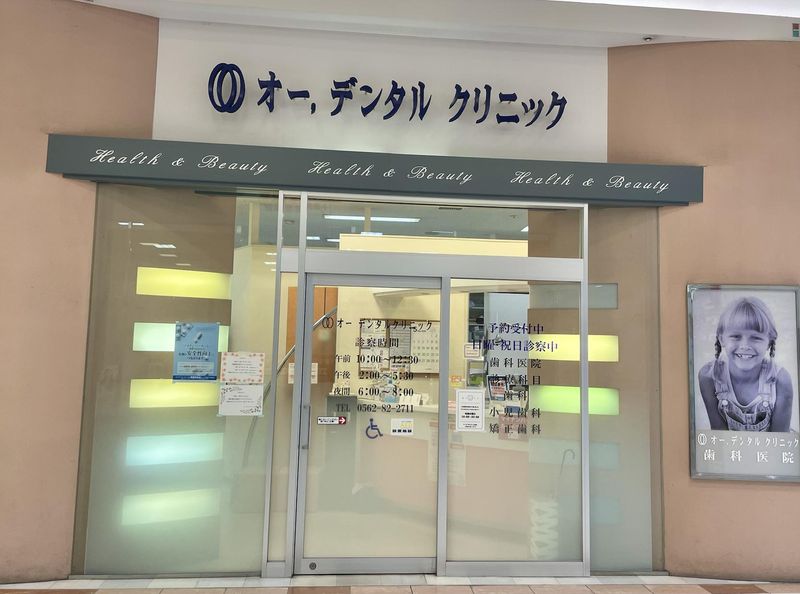 オー,デンタル クリニック
Health & Beauty Health & Beauty Health & Beauty
オー デンタルクリニック
診察時間
午前 10:00〜12:30
午後 2:00〜5:30
夜間 6:00〜8:00
TEL 0562-82-2711
予約受付中
日曜・祝日診察中
歯科医院
科目
歯科
小児歯科
矯正歯科
オー,デンタル クリニック
歯科医院